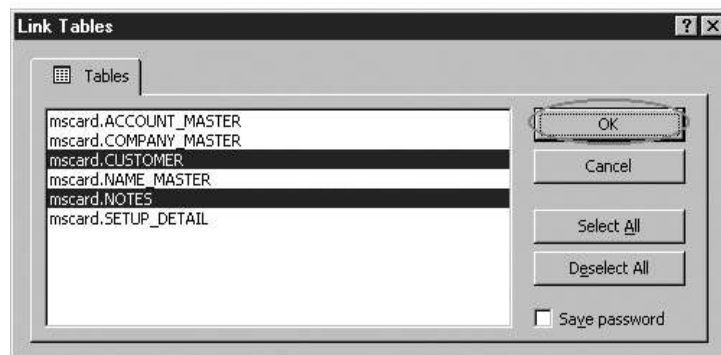 Link Tables
Tables
mscard.ACCOUNT_MASTER
mscard.COMPANY_MASTER
mscard.CUSTOMER
mscard.NAME_MASTER
mscard.NOTES
mscard.SETUP_DETAIL
OK
Cancel
Select All
Deselect All
Save password